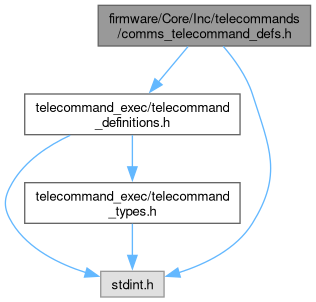 firmware/Core/Inc/telecommands
/comms_telecommand_defs.h
telecommand_exec/telecommand
_definitions.h
telecommand_exec/telecommand
_types.h
stdint.h